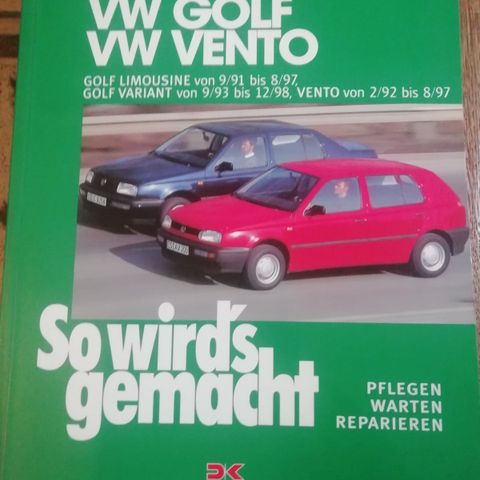 VW GOLF
VW VENTO
GOLF LIMOUSINE von 9/91 bis 8/97,
GOLF VARIANT von 9/93 bis 12/98, VENTO von 2/92 bis 8/97
So wird's
gemacht
PFLEGEN
WARTEN
REPARIEREN
DK